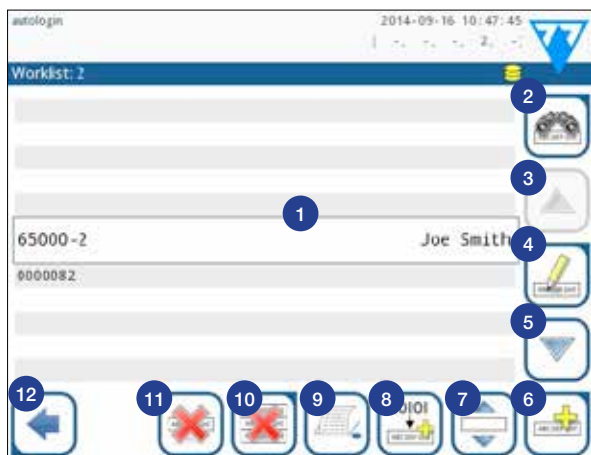 autologin 2014-09-16 10:47:45
| -, -, -, 2, -,
Worklist: 2
2
3
1
65000-2 Joe Smith
4
0000082
5
12 11 10 9 8 7 6